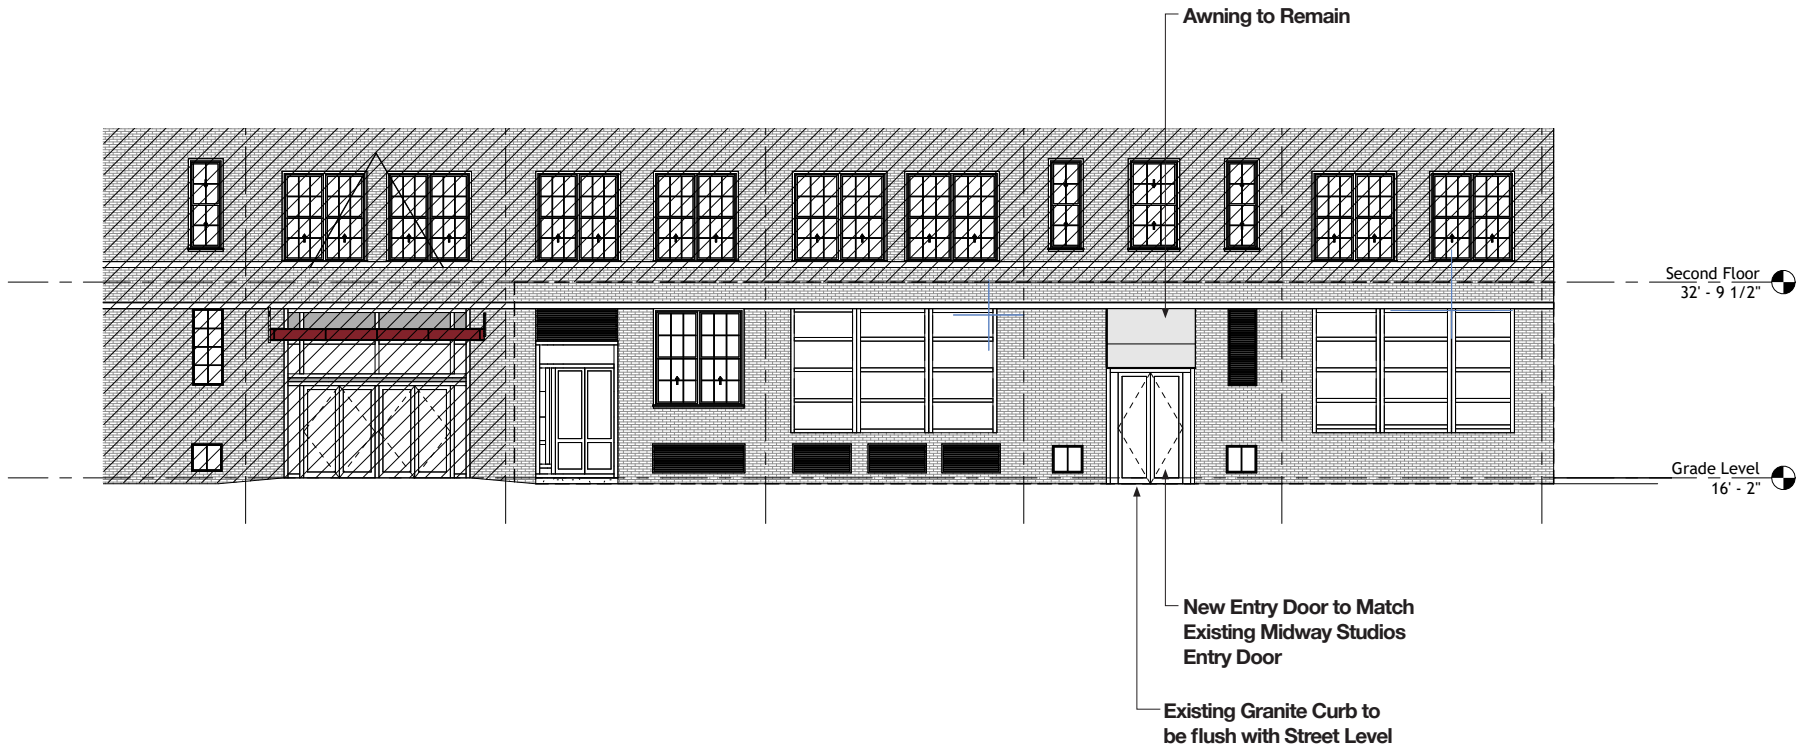 Awning to Remain
Second Floor
32' - 9 1/2"
Grade Level
16' - 2"
New Entry Door to Match
Existing Midway Studios
Entry Door
Existing Granite Curb to
be flush with Street Level